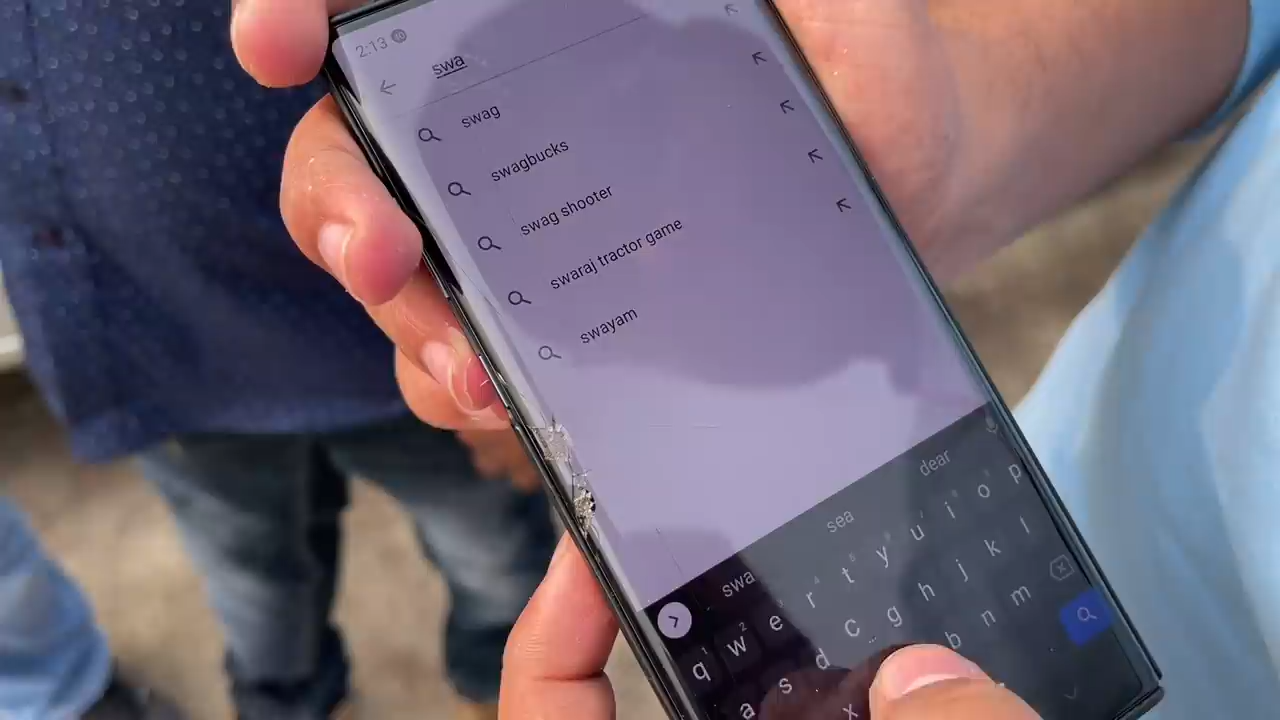 2:13
swa
swag
swagbucks
swag shooter
swaraj tractor game
swayam
swa sea dear
q w e r t y u i o p
a s d c g h j k l
x b n m